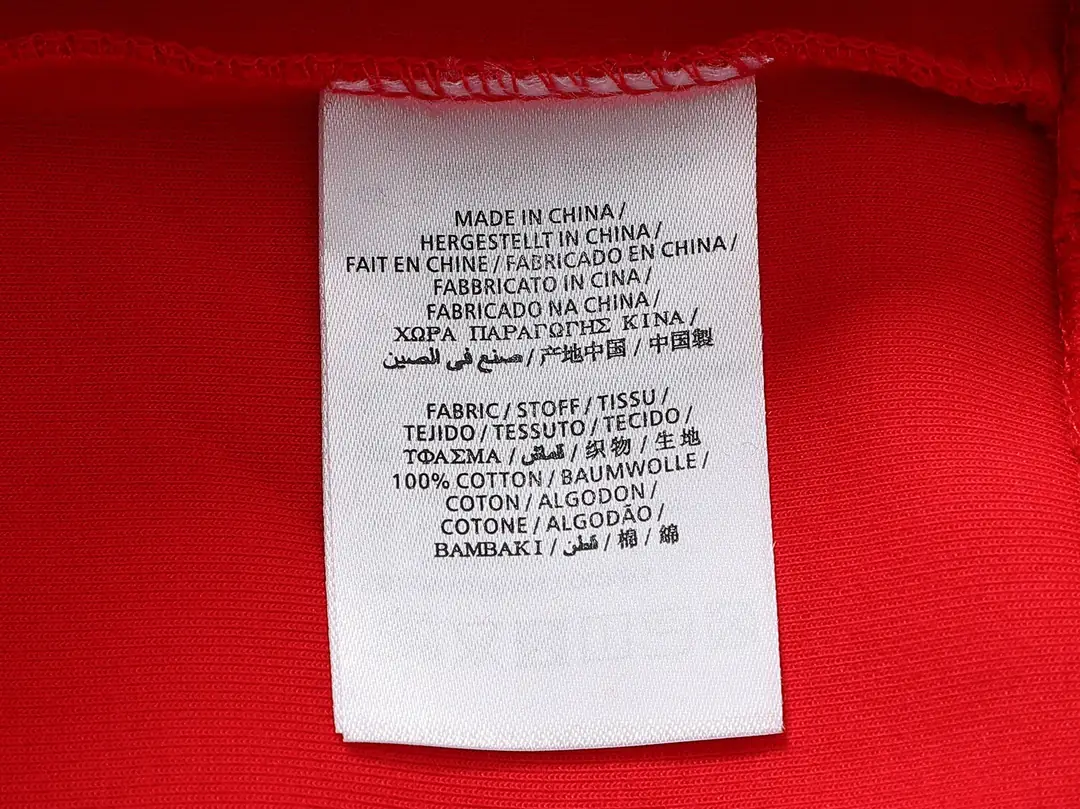 MADE IN CHINA /
HERGESTELLT IN CHINA /
FAIT EN CHINE / FABRICADO EN CHINA /
FABBRICATO IN CINA /
FABRICADO NA CHINA /
ΧΩΡΑ ΠΑΡΑΓΩΓΗΣ ΚΙΝΑ /
صنع في الصين / 产地中国 / 中国製
FABRIC / STOFF / TISSU /
TEJIDO / TESSUTO / TECIDO /
ΤΦΑΣΜΑ / قماش / 织物 / 生地
100% COTTON / BAUMWOLLE /
COTON / ALGODON /
COTONE / ALGODÃO /
ΒΑΜΒΑΚΙ / قطن / 棉 / 綿